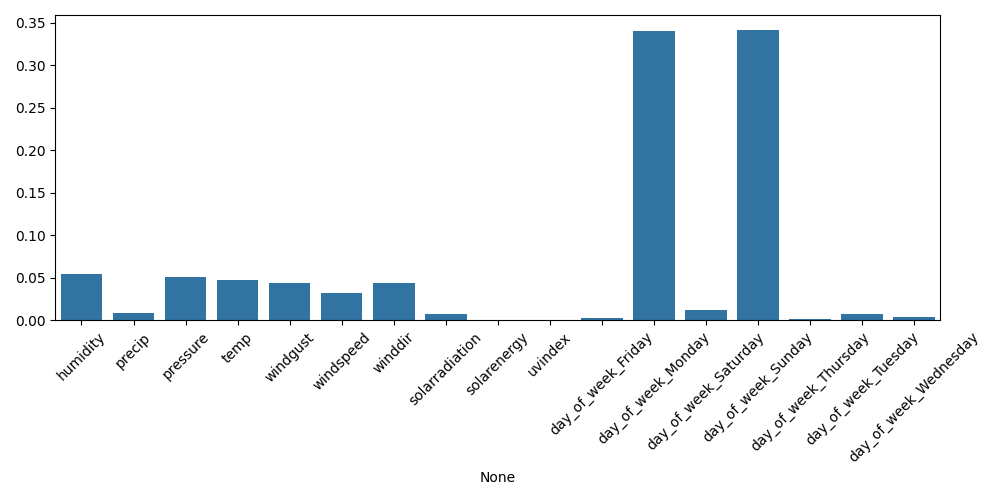 0.35
0.30
0.25
0.20
0.15
0.10
0.05
0.00
humidity
precip
pressure
temp
windgust
windspeed
winddir
solarradiation
solarenergy
uvindex
day_of_week_Friday
day_of_week_Monday
day_of_week_Saturday
day_of_week_Sunday
day_of_week_Thursday
day_of_week_Tuesday
day_of_week_Wednesday
None